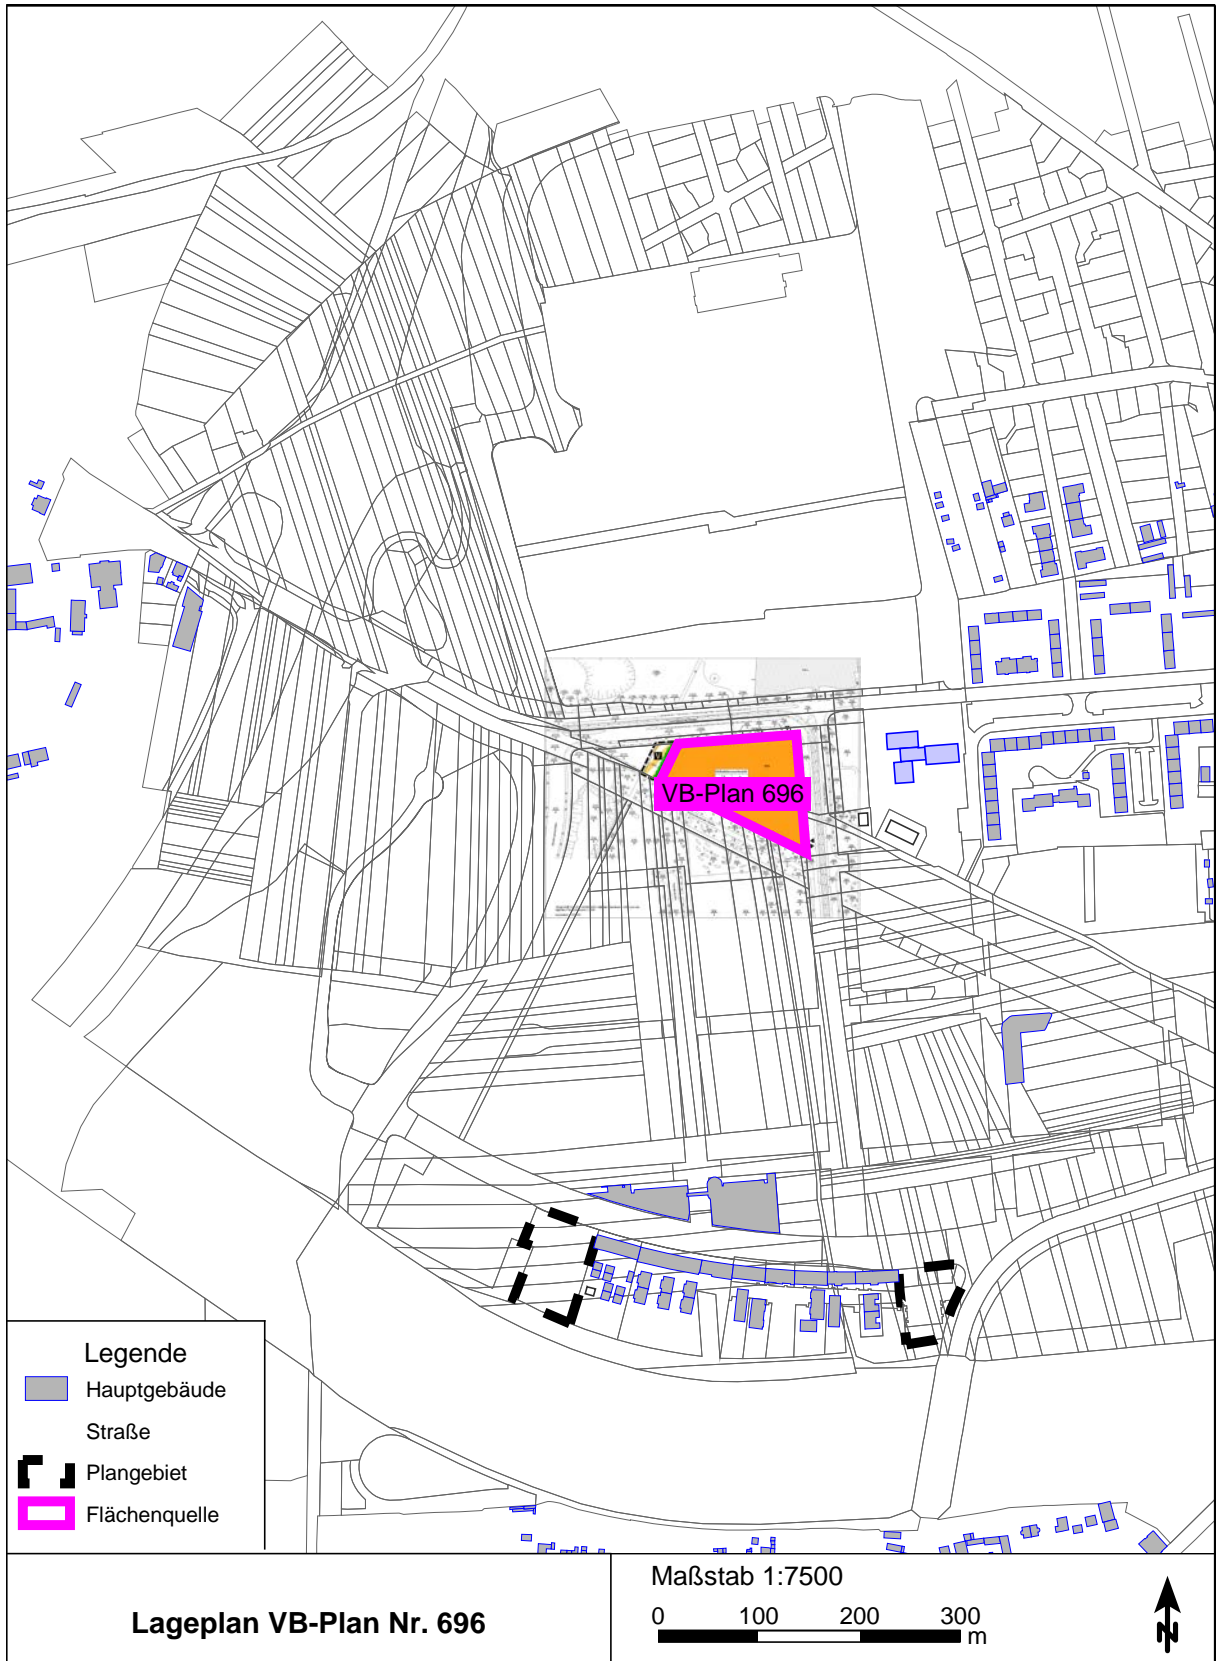 VB-Plan 696
Legende
Hauptgebäude
Straße
Plangebiet
Flächenquelle
Lageplan VB-Plan Nr. 696
Maßstab 1:7500
0 100 200 300
m
N